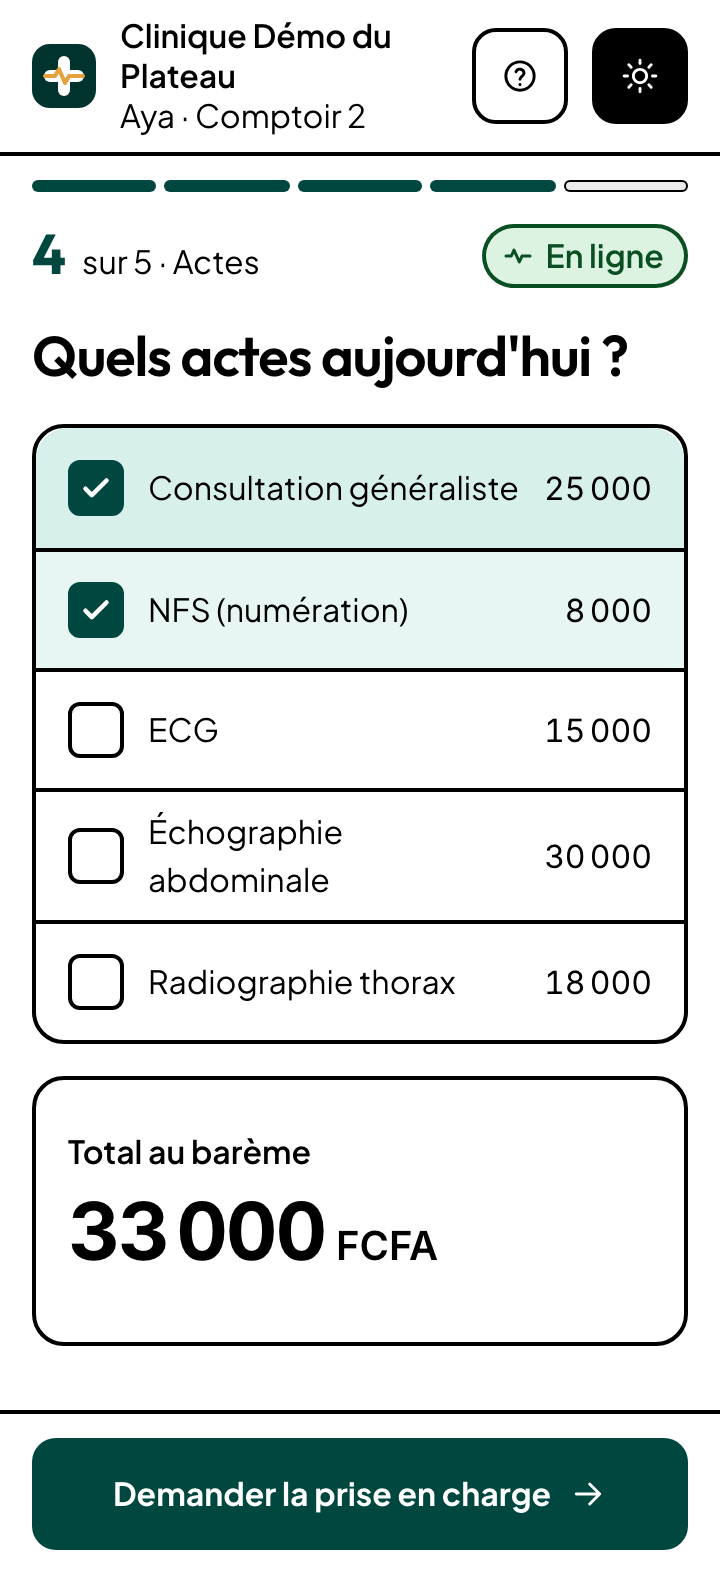 Clinique Démo du
Plateau
Aya · Comptoir 2
4 sur 5 · Actes
En ligne
Quels actes aujourd'hui ?
Consultation généraliste 25 000
NFS (numération) 8 000
ECG 15 000
Échographie
abdominale 30 000
Radiographie thorax 18 000
Total au barème
33 000 FCFA
Demander la prise en charge →